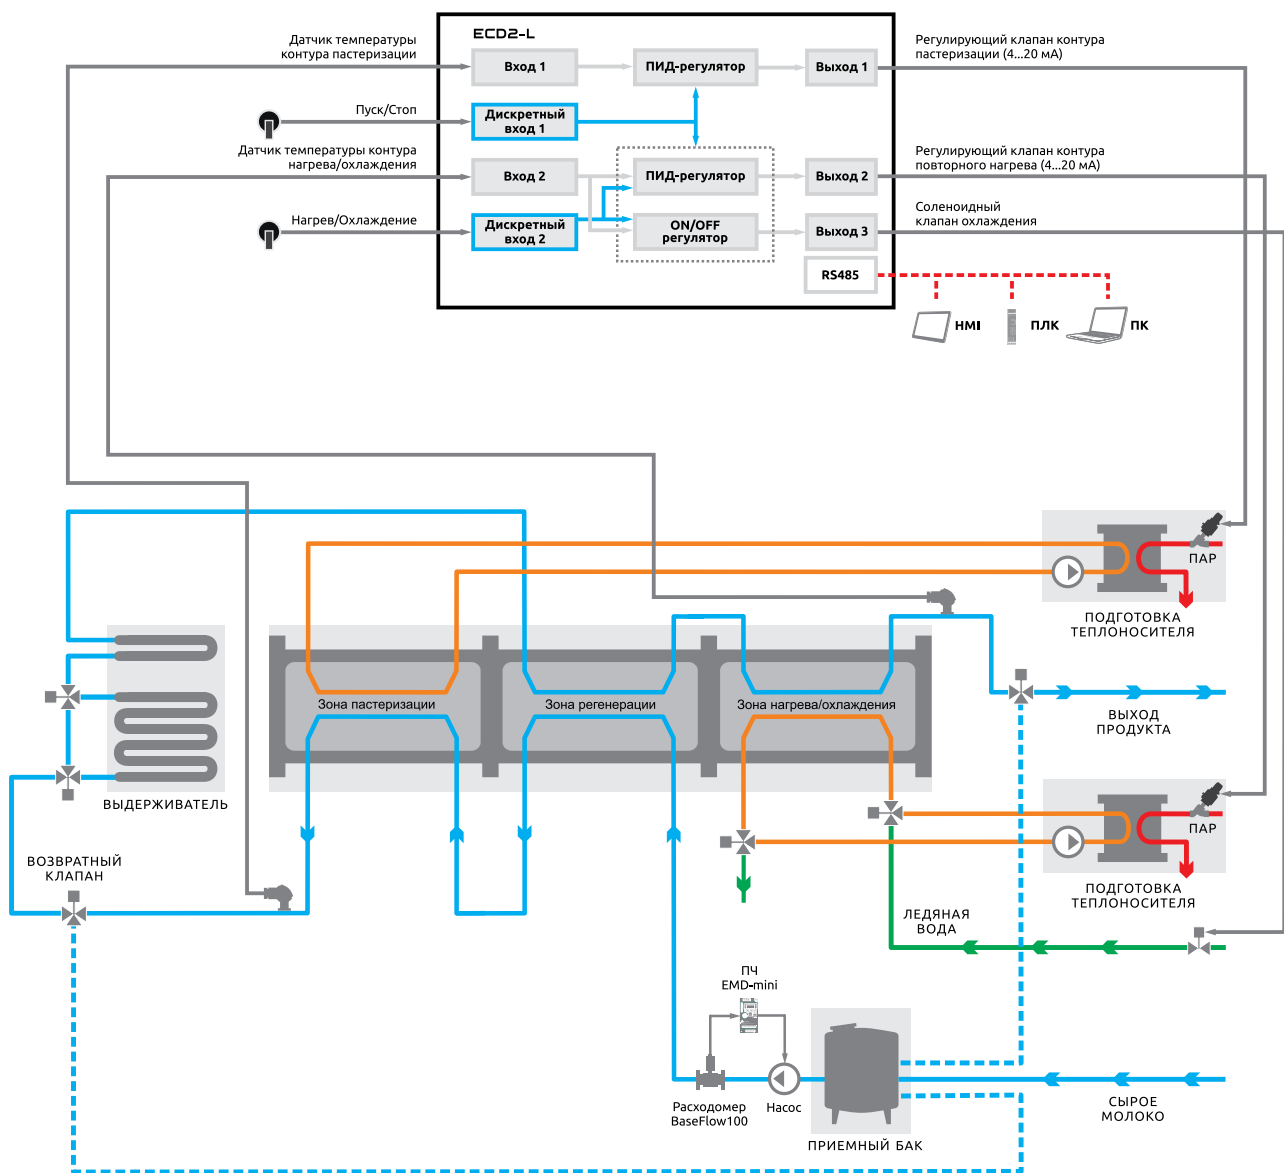 ECD2-L
Датчик температуры
контура пастеризации
Вход 1
ПИД-регулятор
Выход 1
Регулирующий клапан контура
пастеризации (4...20 мА)
Пуск/Стоп
Дискретный
вход 1
Датчик температуры контура
нагрева/охлаждения
Вход 2
ПИД-регулятор
Выход 2
Регулирующий клапан контура
повторного нагрева (4...20 мА)
Нагрев/Охлаждение
Дискретный
вход 2
ON/OFF
регулятор
Выход 3
Соленоидный
клапан охлаждения
RS485
HMI
ПЛК
ПК
ПАР
ПОДГОТОВКА
ТЕПЛОНОСИТЕЛЯ
Зона пастеризации
Зона регенерации
Зона нагрева/охлаждения
ВЫХОД
ПРОДУКТА
ВЫДЕРЖИВАТЕЛЬ
ПАР
ПОДГОТОВКА
ТЕПЛОНОСИТЕЛЯ
ВОЗВРАТНЫЙ
КЛАПАН
ЛЕДЯНАЯ
ВОДА
ПЧ
EMD-mini
Расходомер
BaseFlow100
Насос
ПРИЕМНЫЙ БАК
СЫРОЕ
МОЛОКО